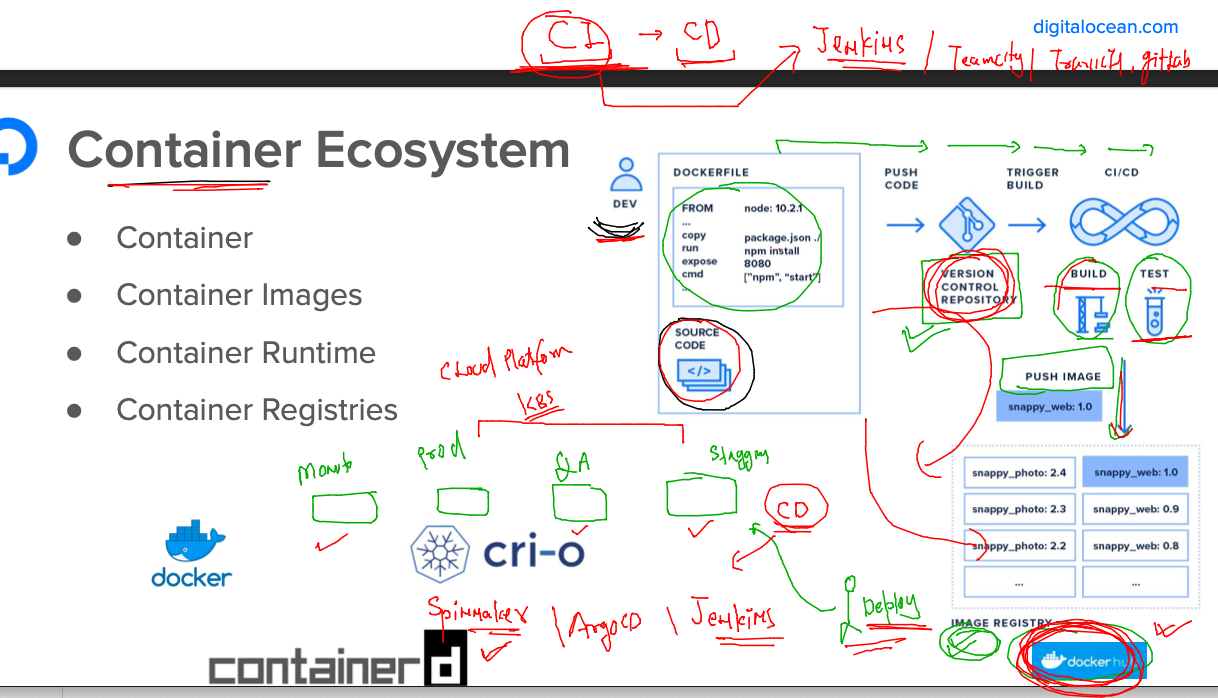 CI → CD
Jenkins / Teamcity /
gitlab
digitalocean.com
Container Ecosystem
• Container
• Container Images
• Container Runtime
• Container Registries
DEV
DOCKERFILE
FROM node: 10.2.1
...
copy package.json ./
run npm install
expose 8080
cmd ["npm", "start"]
...
SOURCE
CODE
</>
PUSH
CODE
TRIGGER
BUILD
CI/CD
VERSION
CONTROL
REPOSITORY
BUILD
TEST
PUSH IMAGE
snappy_web: 1.0
snappy_photo: 2.4 snappy_web: 1.0
snappy_photo: 2.3 snappy_web: 0.9
snappy_photo: 2.2 snappy_web: 0.8
... ...
IMAGE REGISTRY
docker hub
Cloud Platform
K8S
Prod
QA
CD
Deploy
docker
cri-o
Spinnaker / ArgoCD / Jenkins
containerd